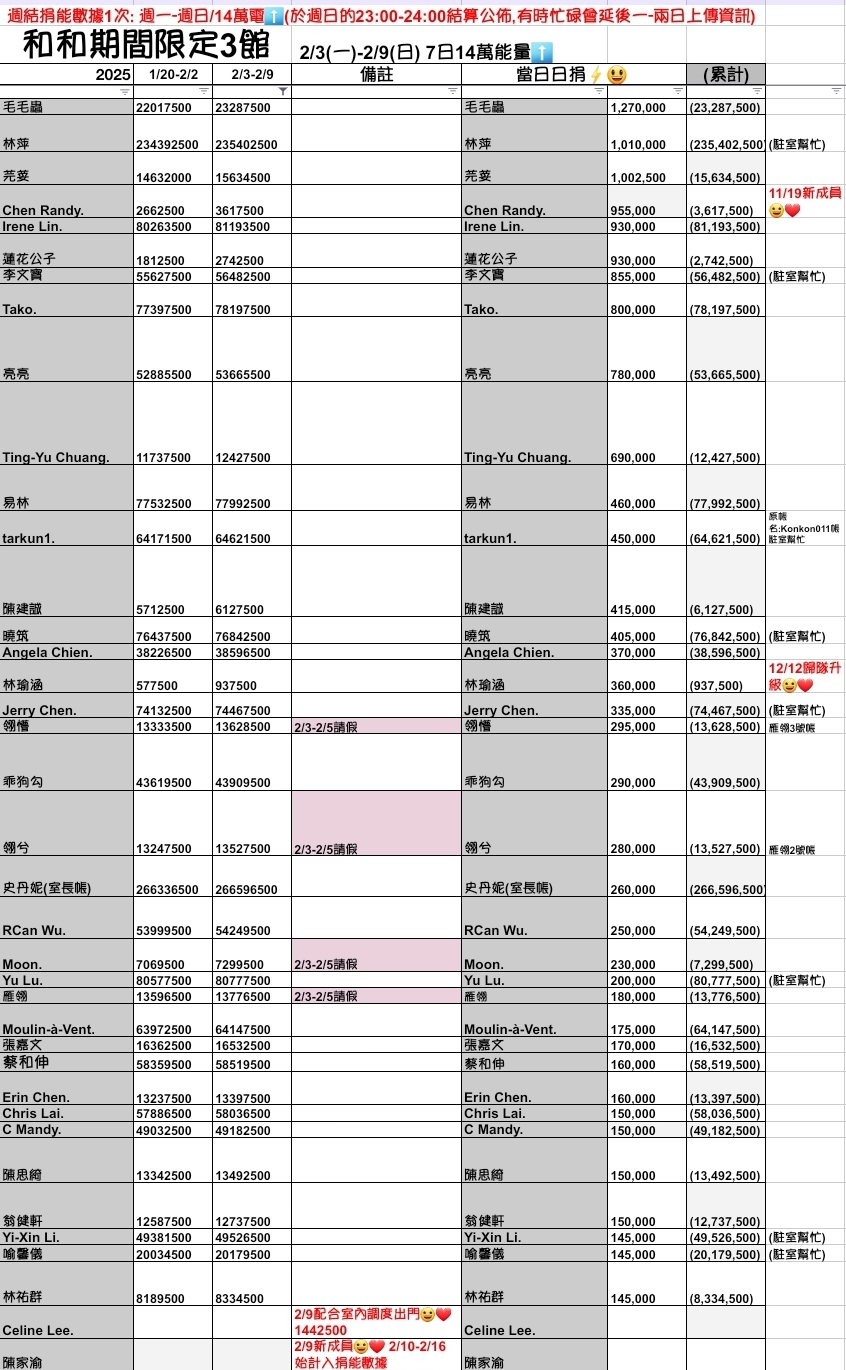 週結捐能數據1次: 週一-週日/14萬電⬆️(於週日的23:00-24:00結算公佈,有時忙碌會延後一-兩日上傳資訊)
和和期間限定3館 2/3(一)-2/9(日) 7日14萬能量⬆️
2025 1/20-2/2 2/3-2/9 備註 當日日捐⚡😃 (累計)
毛毛蟲 22017500 23287500 毛毛蟲 1,270,000 (23,287,500)
林萍 234392500 235402500 林萍 1,010,000 (235,402,500) (駐室幫忙)
芫荽 14632000 15634500 芫荽 1,002,500 (15,634,500)
Chen Randy. 2662500 3617500 Chen Randy. 955,000 (3,617,500) 11/19新成員😉❤️
Irene Lin. 80263500 81193500 Irene Lin. 930,000 (81,193,500)
蓮花公子 1812500 2742500 蓮花公子 930,000 (2,742,500)
李文寶 55627500 56482500 李文寶 855,000 (56,482,500) (駐室幫忙)
Tako. 77397500 78197500 Tako. 800,000 (78,197,500)
亮亮 52885500 53665500 亮亮 780,000 (53,665,500)
Ting-Yu Chuang. 11737500 12427500 Ting-Yu Chuang. 690,000 (12,427,500)
易林 77532500 77992500 易林 460,000 (77,992,500)
tarkun1. 64171500 64621500 tarkun1. 450,000 (64,621,500) 原帳名:Konkon011帳 駐室幫忙
陳建誠 5712500 6127500 陳建誠 415,000 (6,127,500)
曉筑 76437500 76842500 曉筑 405,000 (76,842,500) (駐室幫忙)
Angela Chien. 38226500 38596500 Angela Chien. 370,000 (38,596,500)
林瑜涵 577500 937500 林瑜涵 360,000 (937,500) 12/12歸隊升級😉❤️
Jerry Chen. 74132500 74467500 Jerry Chen. 335,000 (74,467,500) (駐室幫忙)
翎懵 13333500 13628500 2/3-2/5請假 翎懵 295,000 (13,628,500) 雁翎3號帳
乖狗勾 43619500 43909500 乖狗勾 290,000 (43,909,500)
翎兮 13247500 13527500 2/3-2/5請假 翎兮 280,000 (13,527,500) 雁翎2號帳
史丹妮(室長帳) 266336500 266596500 史丹妮(室長帳) 260,000 (266,596,500)
RCan Wu. 53999500 54249500 RCan Wu. 250,000 (54,249,500)
Moon. 7069500 7299500 2/3-2/5請假 Moon. 230,000 (7,299,500)
Yu Lu. 80577500 80777500 Yu Lu. 200,000 (80,777,500) (駐室幫忙)
雁翎 13596500 13776500 2/3-2/5請假 雁翎 180,000 (13,776,500)
Moulin-à-Vent. 63972500 64147500 Moulin-à-Vent. 175,000 (64,147,500)
張嘉文 16362500 16532500 張嘉文 170,000 (16,532,500)
蔡和伸 58359500 58519500 蔡和伸 160,000 (58,519,500)
Erin Chen. 13237500 13397500 Erin Chen. 160,000 (13,397,500)
Chris Lai. 57886500 58036500 Chris Lai. 150,000 (58,036,500)
C Mandy. 49032500 49182500 C Mandy. 150,000 (49,182,500)
陳思綺 13342500 13492500 陳思綺 150,000 (13,492,500)
翁健軒 12587500 12737500 翁健軒 150,000 (12,737,500)
Yi-Xin Li. 49381500 49526500 Yi-Xin Li. 145,000 (49,526,500) (駐室幫忙)
喻馨儀 20034500 20179500 喻馨儀 145,000 (20,179,500) (駐室幫忙)
林祐群 8189500 8334500 林祐群 145,000 (8,334,500)
Celine Lee. 2/9配合室內調度出門😉❤️ 1442500 Celine Lee.
陳家渝 2/9新成員😉❤️ 2/10-2/16始計入捐能數據 陳家渝